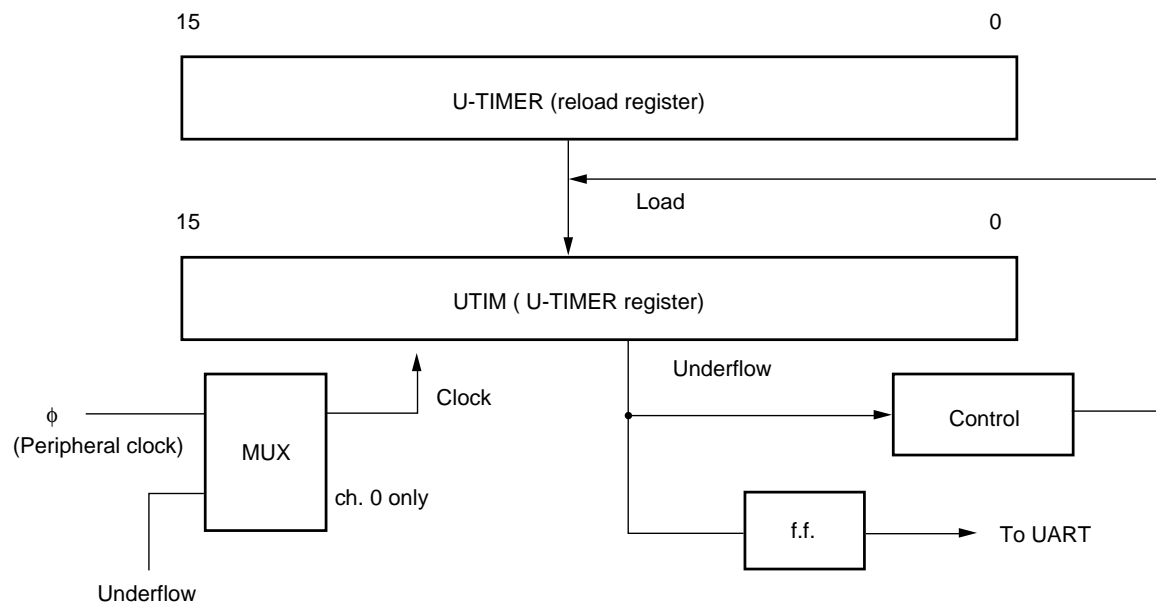 15 0
U-TIMER (reload register)
Load
15 0
UTIM ( U-TIMER register)
Underflow
Clock
ϕ
(Peripheral clock)
MUX
Control
ch. 0 only
f.f.
To UART
Underflow